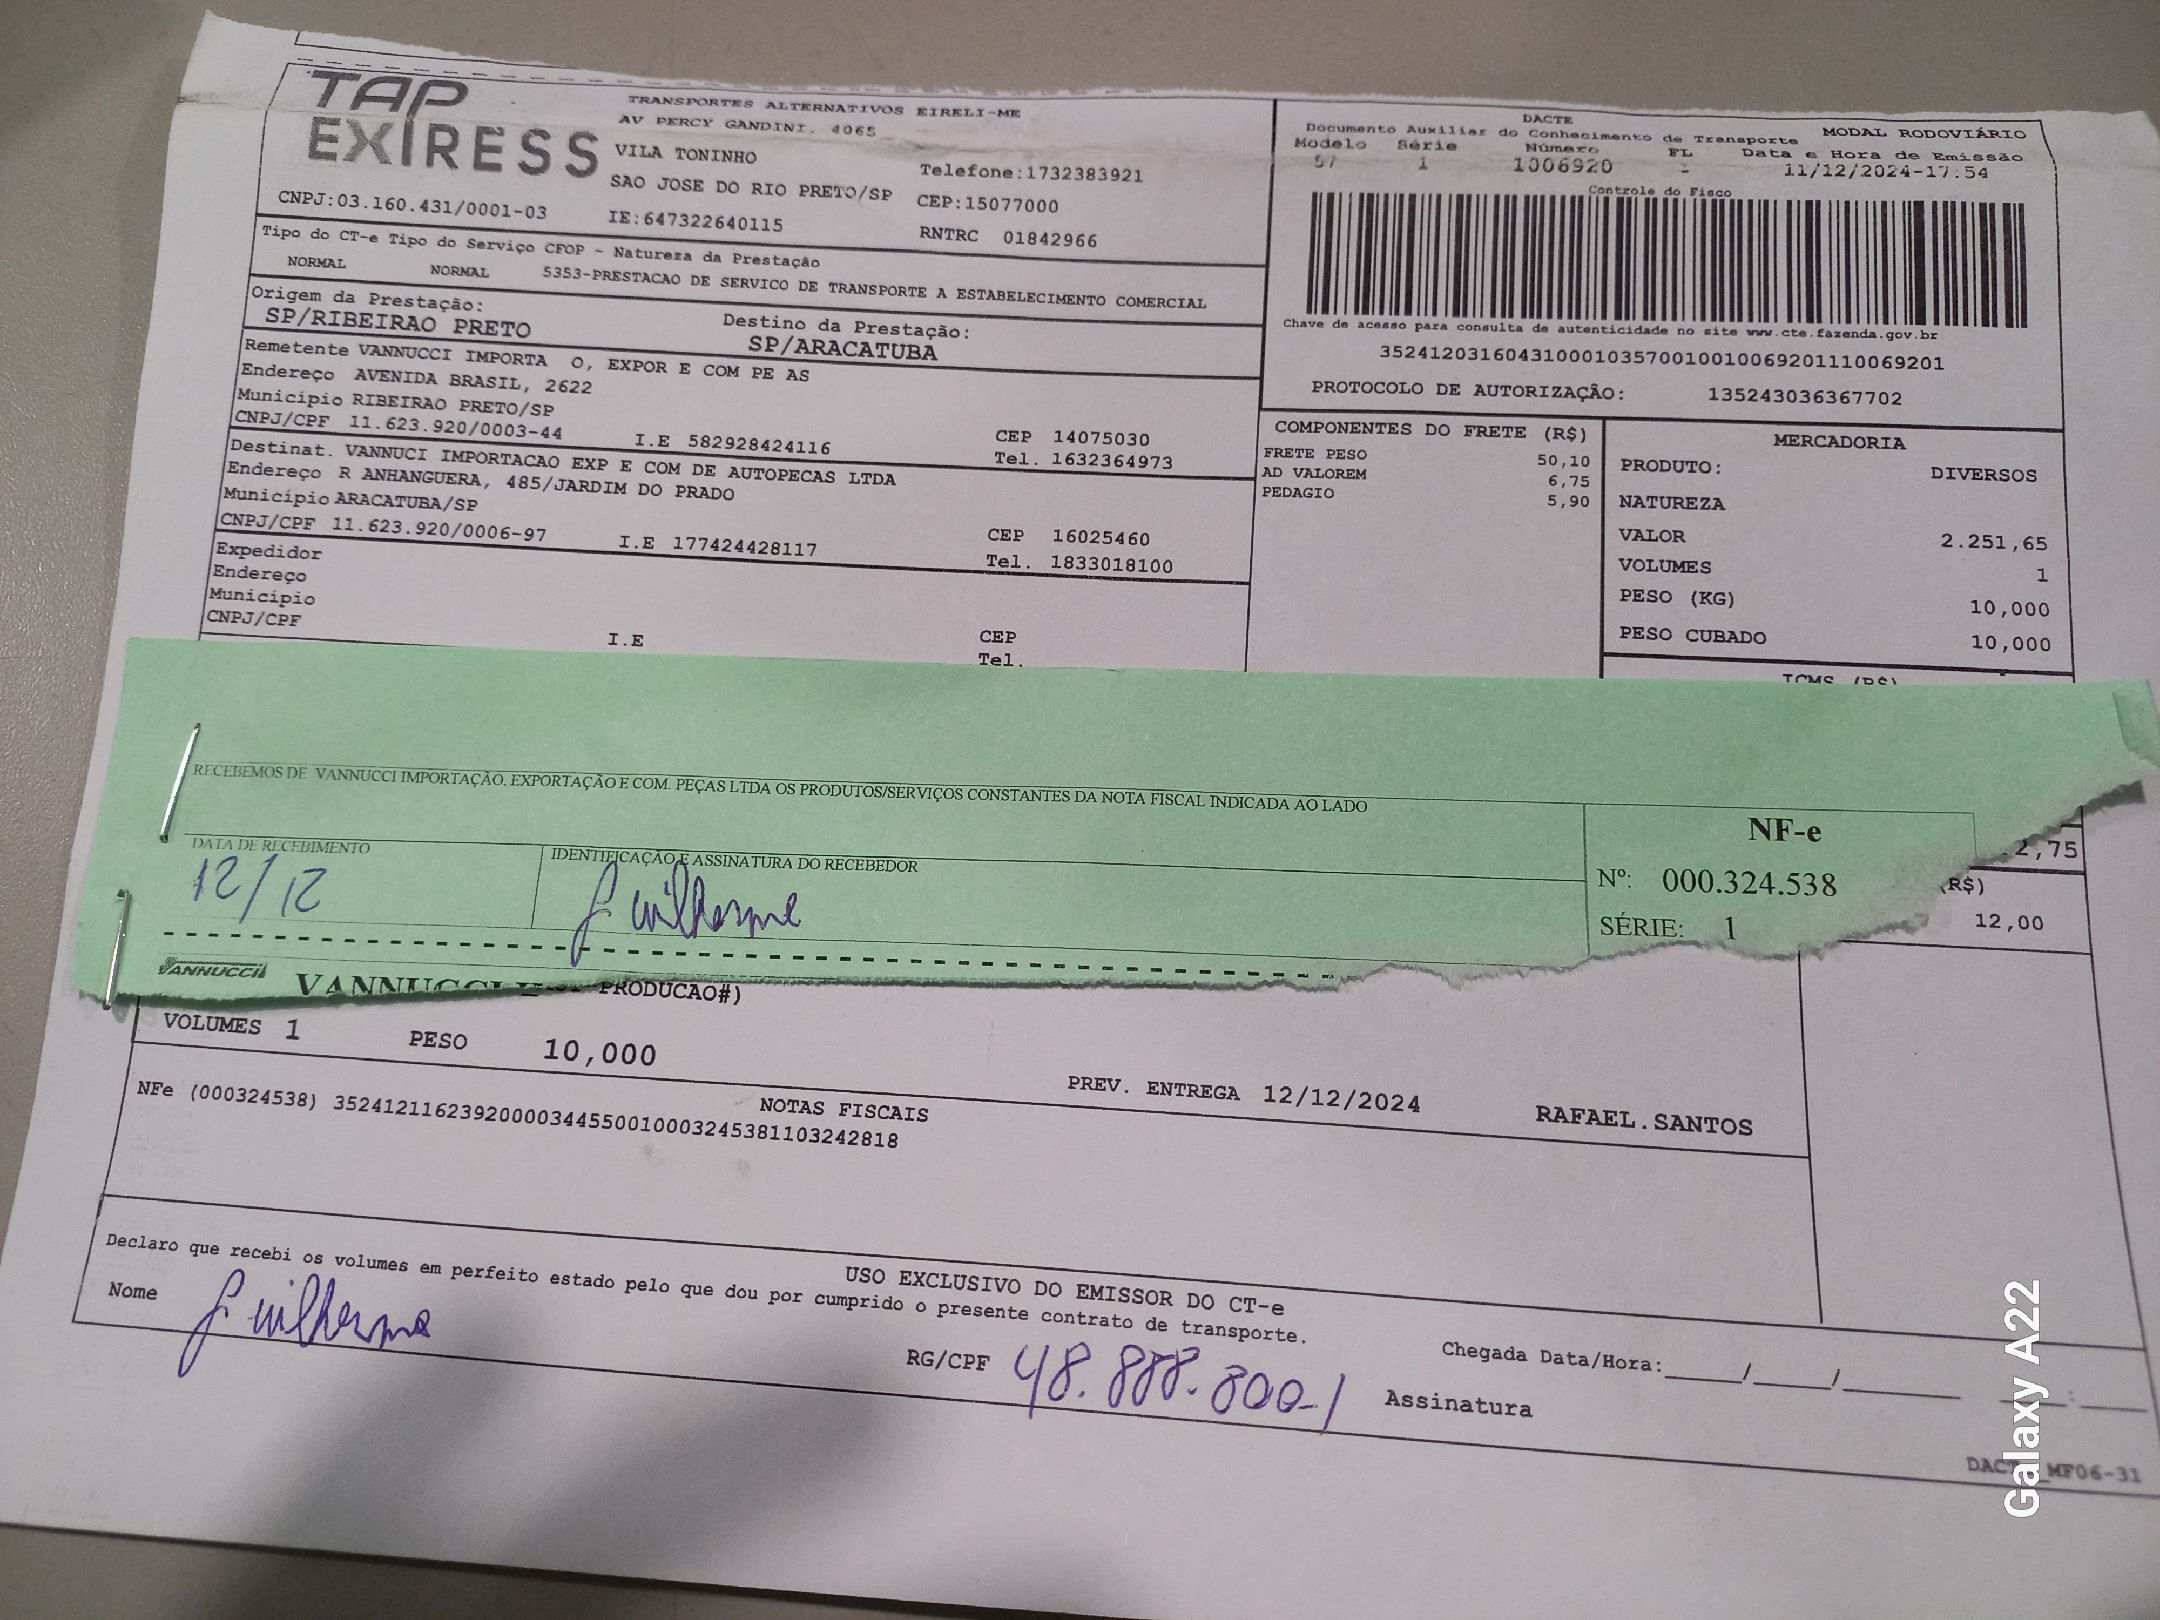 TAP
EXIRESS
TRANSPORTES ALTERNATIVOS EIRELI-ME
AV PERCY GANDINI. 4065
VILA TONINHO
Telefone:1732383921
SAO JOSE DO RIO PRETO/SP
CEP:15077000
CNPJ:03.160.431/0001-03
IE:647322640115
RNTRC 01842966
DACTE
Documento Auxiliar do Conhecimento de Transporte
MODAL RODOVIÁRIO
Modelo Série Número FL Data e Hora de Emissão
57 1 1006920 11/12/2024-17:54
Controle do Fisco
Chave de acesso para consulta de autenticidade no site www.cte.fazenda.gov.br
35241203160431000103570010010069201110069201
PROTOCOLO DE AUTORIZAÇÃO: 135243036367702
Tipo do CT-e Tipo do Serviço CFOP - Natureza da Prestação
NORMAL NORMAL 5353-PRESTACAO DE SERVICO DE TRANSPORTE A ESTABELECIMENTO COMERCIAL
Origem da Prestação:
SP/RIBEIRAO PRETO
Destino da Prestação:
SP/ARACATUBA
Remetente VANNUCCI IMPORTA O, EXPOR E COM PE AS
Endereço AVENIDA BRASIL, 2622
Município RIBEIRAO PRETO/SP
CEP 14075030
CNPJ/CPF 11.623.920/0003-44 I.E 582928424116 Tel. 1632364973
Destinat. VANNUCI IMPORTACAO EXP E COM DE AUTOPECAS LTDA
Endereço R ANHANGUERA, 485/JARDIM DO PRADO
Município ARACATUBA/SP
CEP 16025460
CNPJ/CPF 11.623.920/0006-97 I.E 177424428117 Tel. 1833018100
Expedidor
Endereço
Município
CEP
CNPJ/CPF I.E Tel.
COMPONENTES DO FRETE (R$)
FRETE PESO 50,10
AD VALOREM 6,75
PEDAGIO 5,90
MERCADORIA
PRODUTO: DIVERSOS
NATUREZA
VALOR 2.251,65
VOLUMES 1
PESO (KG) 10,000
PESO CUBADO 10,000
ICMS (R$)
RECEBEMOS DE VANNUCCI IMPORTAÇÃO, EXPORTAÇÃO E COM. PEÇAS LTDA OS PRODUTOS/SERVIÇOS CONSTANTES DA NOTA FISCAL INDICADA AO LADO
DATA DE RECEBIMENTO
12/12
IDENTIFICAÇÃO E ASSINATURA DO RECEBEDOR
Guilherme
NF-e
Nº: 000.324.538
SÉRIE: 1
2,75
(R$)
12,00
VANNUCCI
VANNUCCI
PRODUCAO#)
VOLUMES 1 PESO 10,000
PREV. ENTREGA 12/12/2024 RAFAEL.SANTOS
NOTAS FISCAIS
NFe (000324538) 35241211623920000344550010003245381103242818
USO EXCLUSIVO DO EMISSOR DO CT-e
Declaro que recebi os volumes em perfeito estado pelo que dou por cumprido o presente contrato de transporte.
Nome Guilherme
RG/CPF 48.888.800-1
Chegada Data/Hora:_____/_____/________ ____:____
Assinatura
DACTE_MF06-31
Galaxy A22